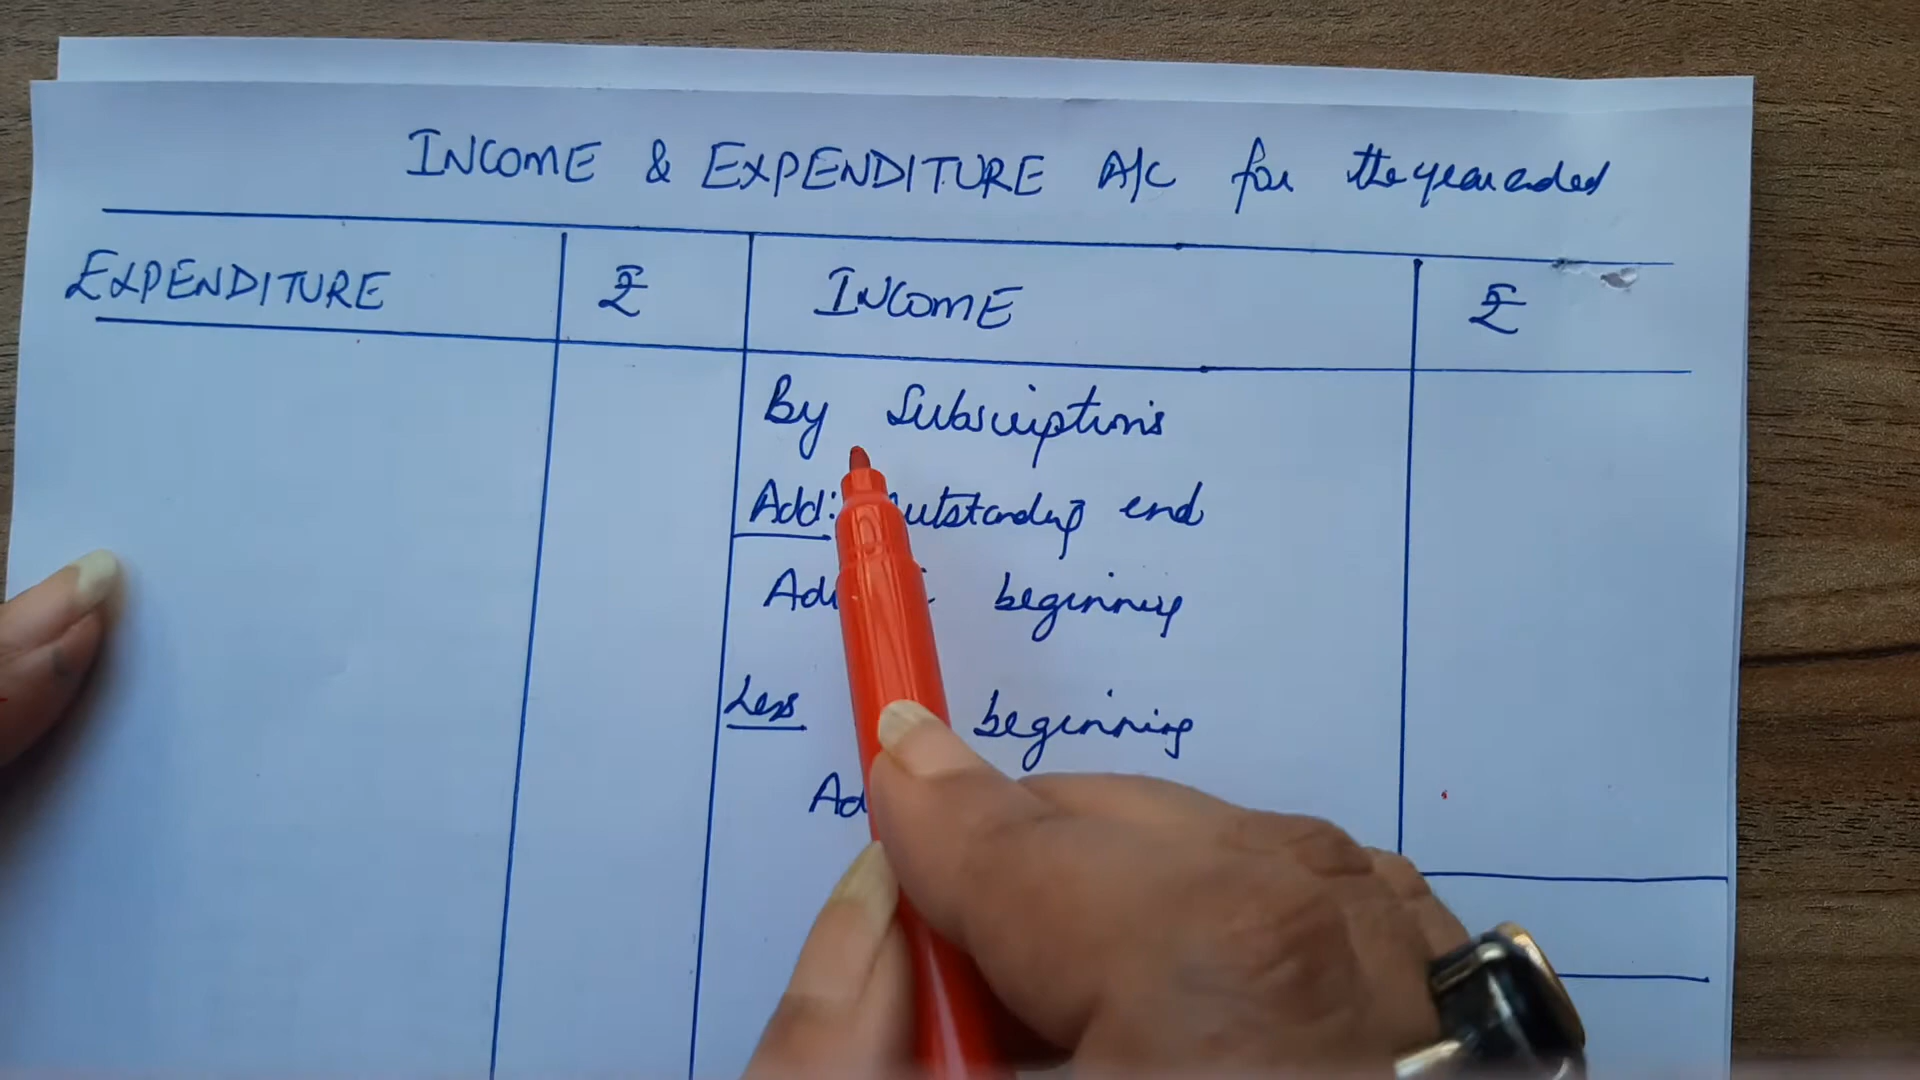 INCOME & EXPENDITURE A/C for the year ended
EXPENDITURE ₹ INCOME ₹
By Subscriptions
Add: Outstanding end
beginning
Less beginning